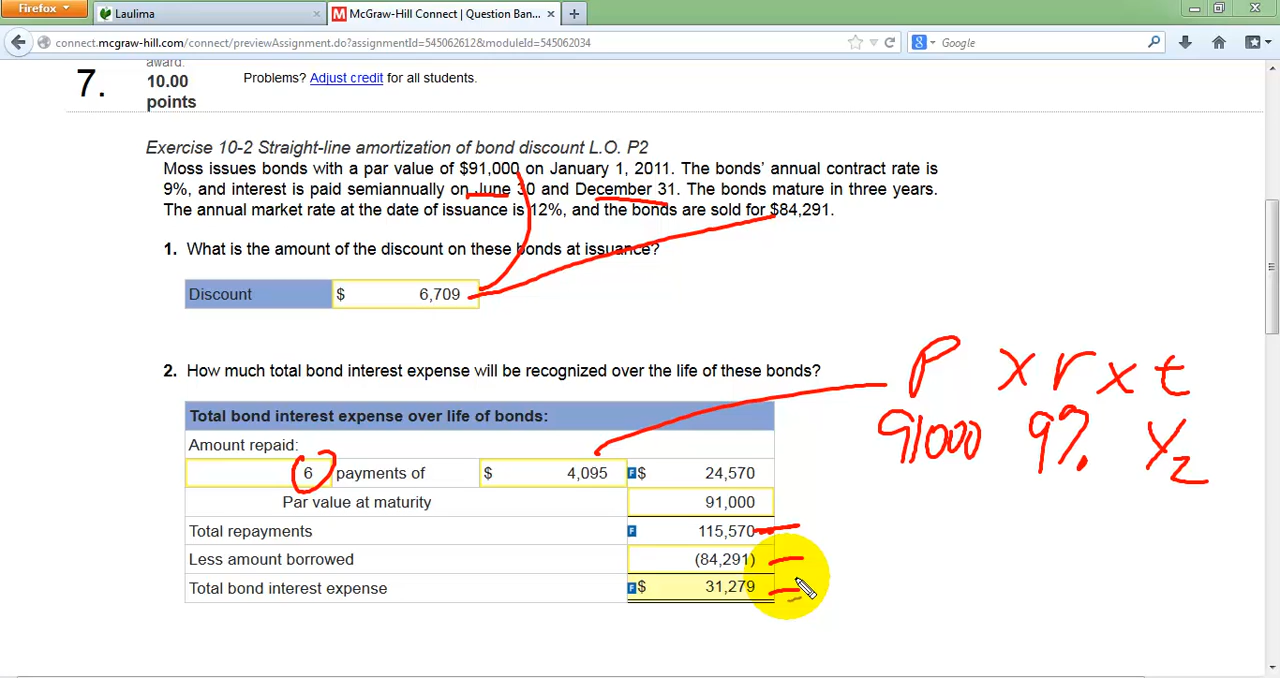 Firefox
Laulima
McGraw-Hill Connect | Question Ban...
connect.mcgraw-hill.com/connect/previewAssignment.do?assignmentId=545062612&moduleId=545062034
Google
7.
award:
10.00
points
Problems? Adjust credit for all students.
Exercise 10-2 Straight-line amortization of bond discount L.O. P2
Moss issues bonds with a par value of $91,000 on January 1, 2011. The bonds' annual contract rate is
9%, and interest is paid semiannually on June 30 and December 31. The bonds mature in three years.
The annual market rate at the date of issuance is 12%, and the bonds are sold for $84,291.
1. What is the amount of the discount on these bonds at issuance?
Discount $ 6,709
2. How much total bond interest expense will be recognized over the life of these bonds?
P x r x t
91000 9% 1/2
Total bond interest expense over life of bonds:
Amount repaid:
6 payments of $ 4,095 F $ 24,570
Par value at maturity 91,000
Total repayments F 115,570
Less amount borrowed (84,291)
Total bond interest expense F $ 31,279